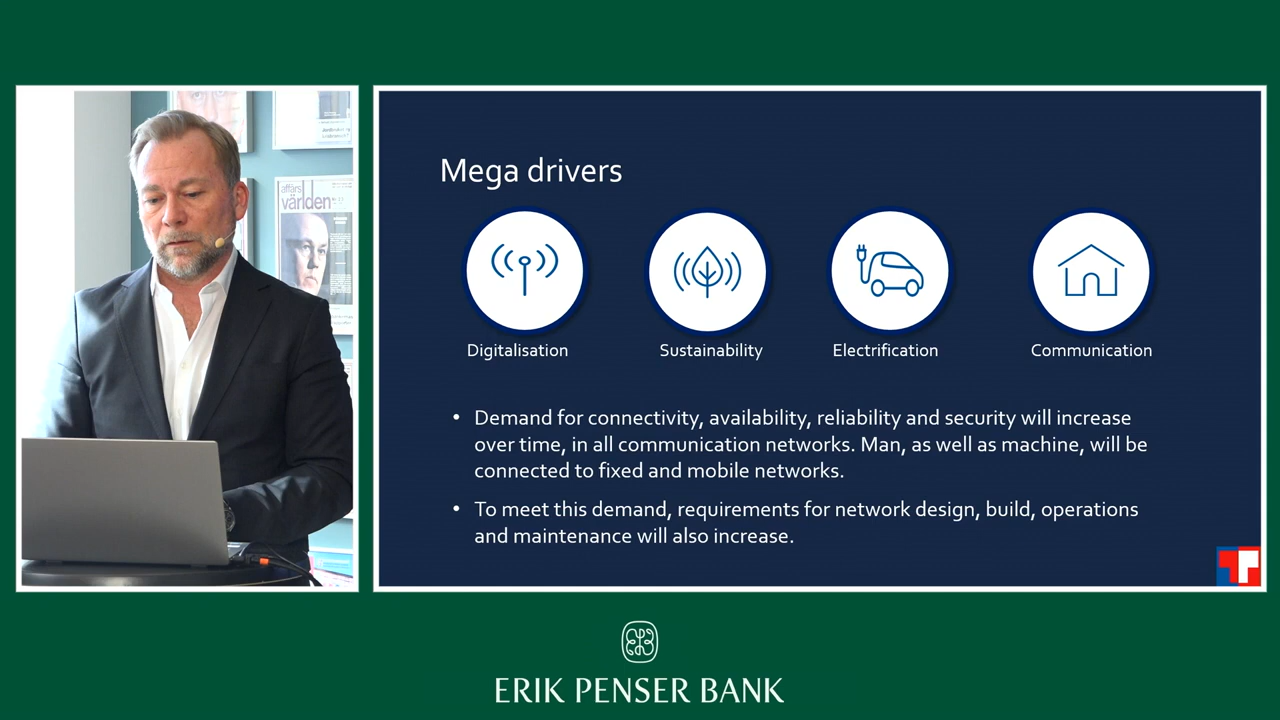 affärs
världen
Mega drivers
Digitalisation
Sustainability
Electrification
Communication
• Demand for connectivity, availability, reliability and security will increase
over time, in all communication networks. Man, as well as machine, will be
connected to fixed and mobile networks.
• To meet this demand, requirements for network design, build, operations
and maintenance will also increase.
ERIK PENSER BANK